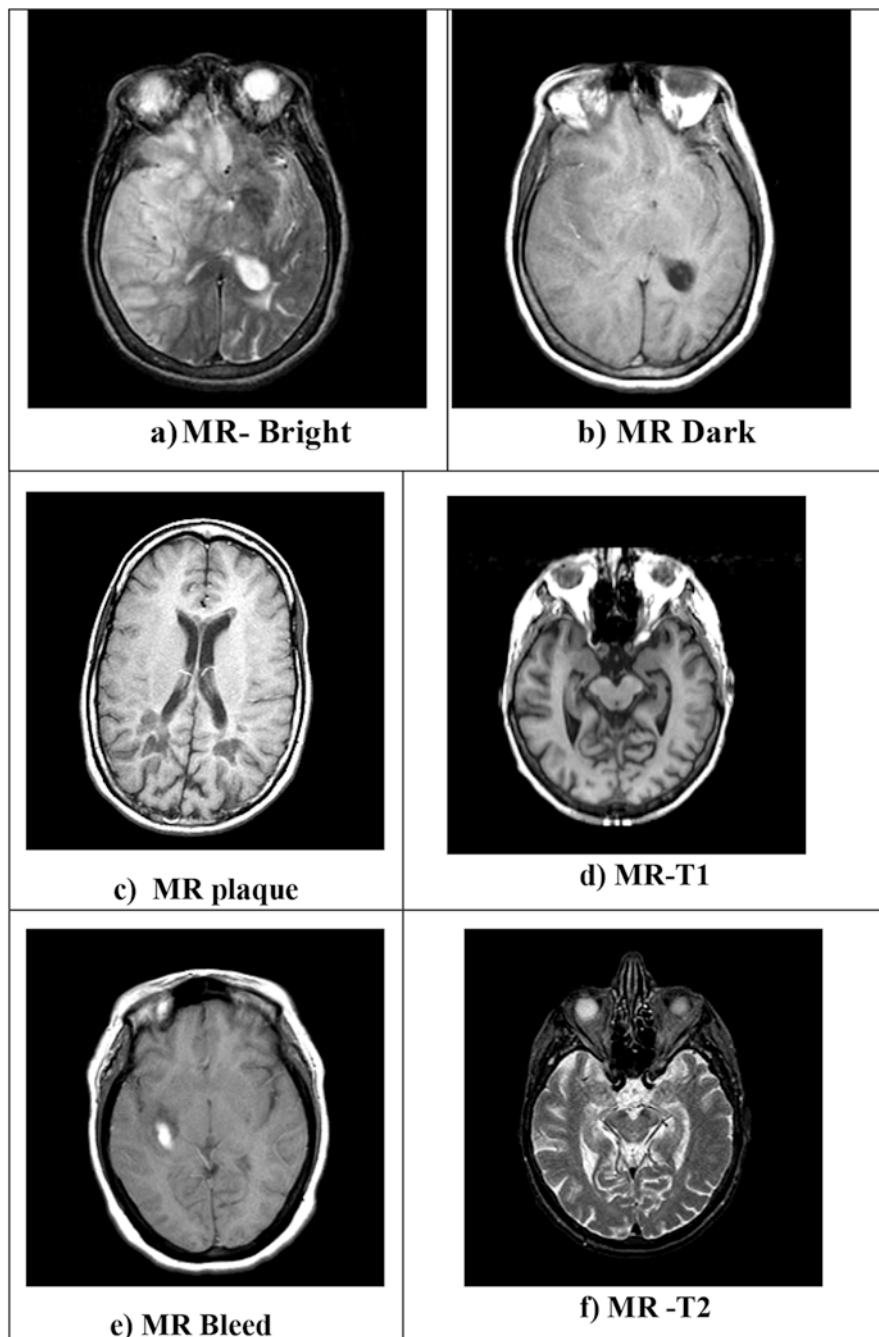 a) MR- Bright
b) MR Dark
c) MR plaque
d) MR-T1
e) MR Bleed
f) MR -T2